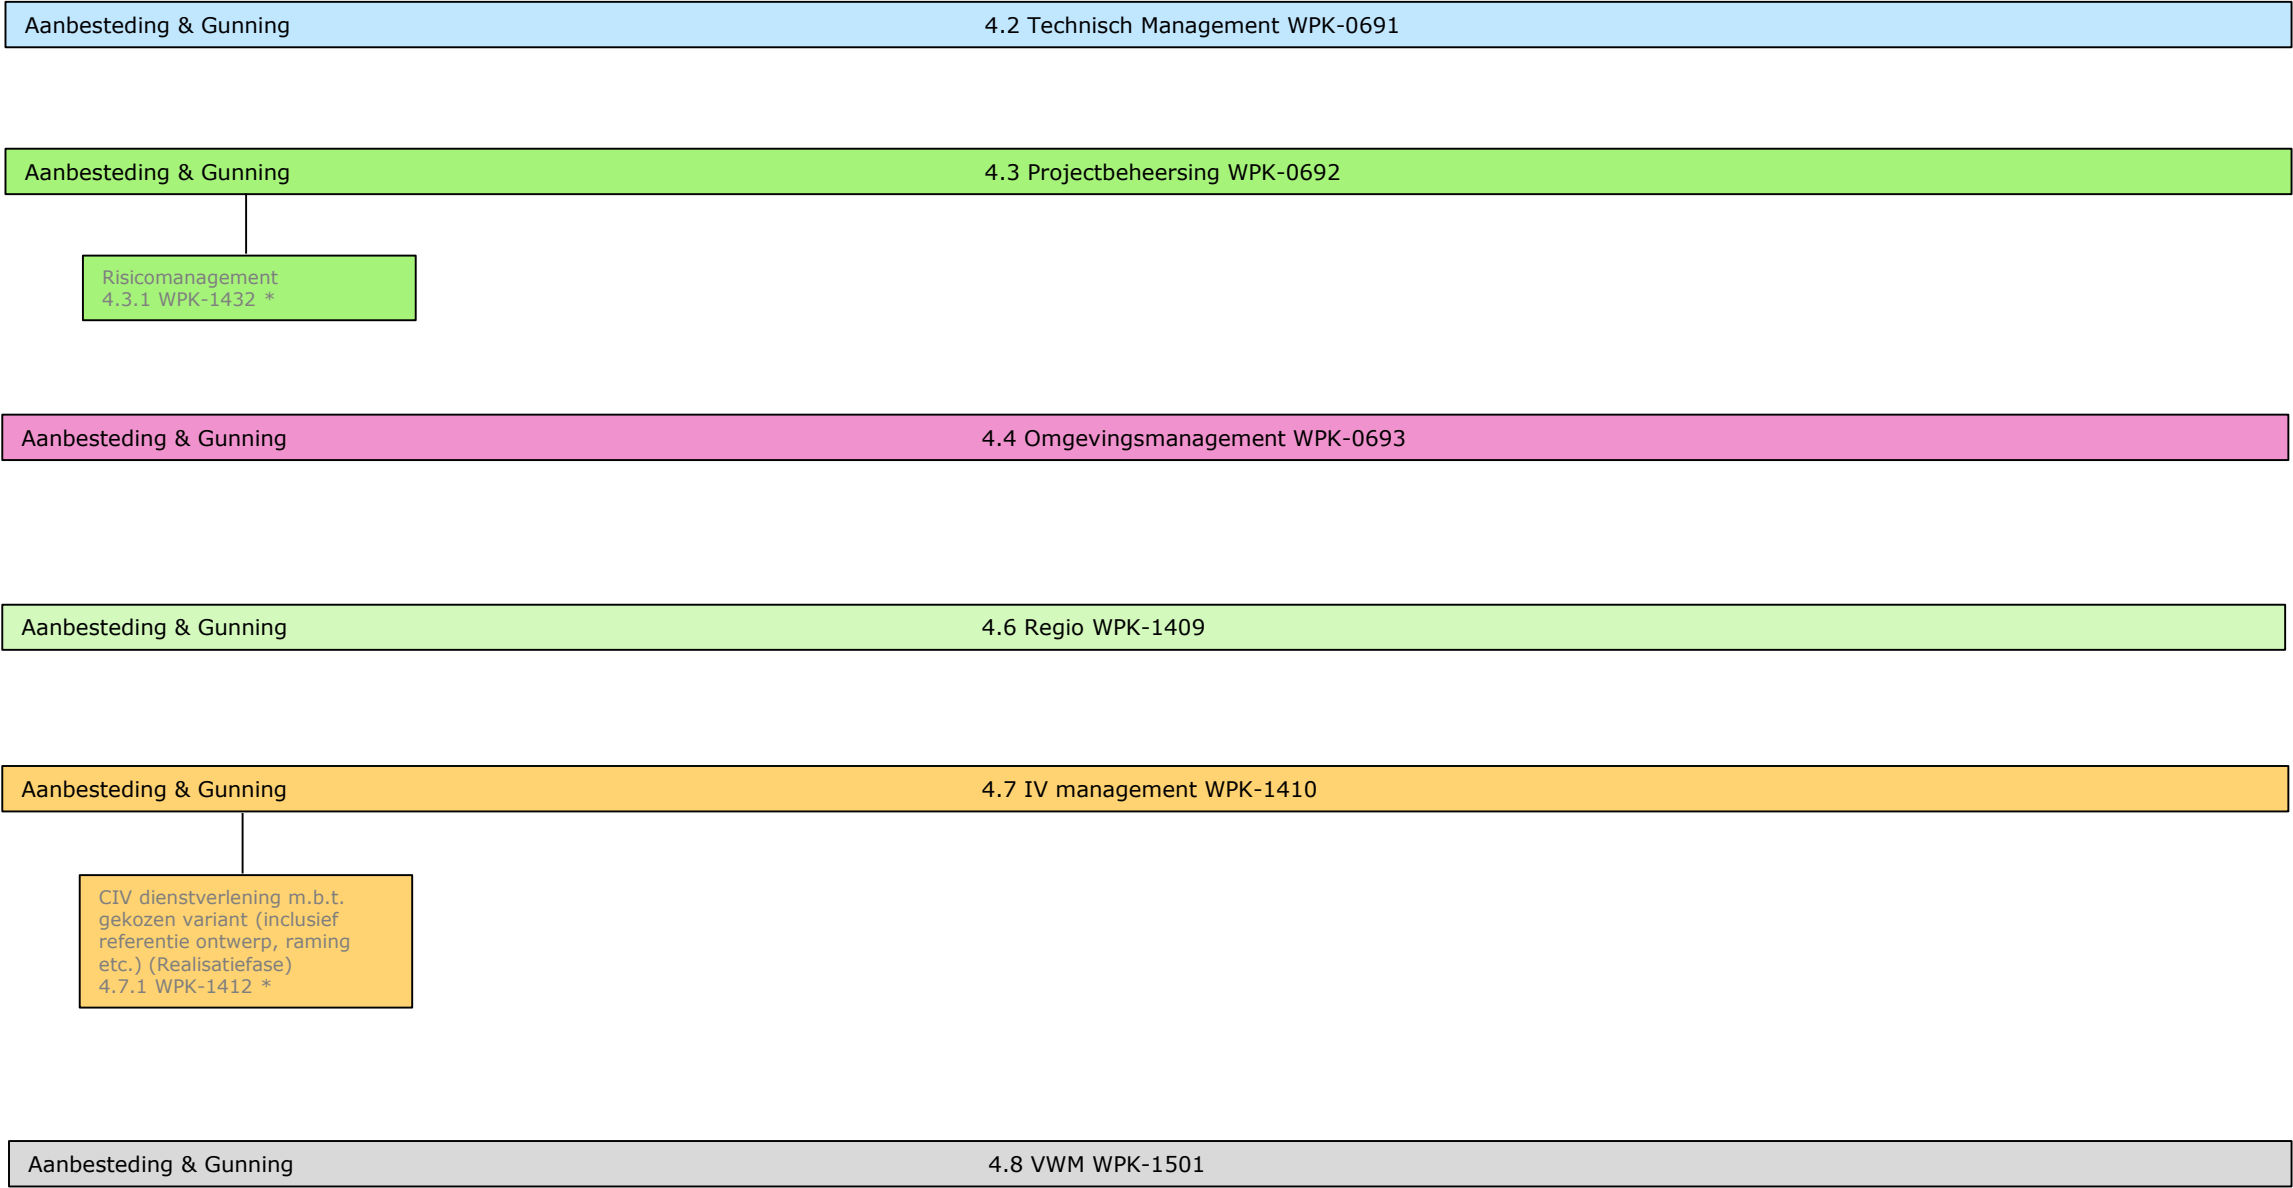 Aanbesteding & Gunning 4.2 Technisch Management WPK-0691
Aanbesteding & Gunning 4.3 Projectbeheersing WPK-0692
Risicomanagement
4.3.1 WPK-1432 *
Aanbesteding & Gunning 4.4 Omgevingsmanagement WPK-0693
Aanbesteding & Gunning 4.6 Regio WPK-1409
Aanbesteding & Gunning 4.7 IV management WPK-1410
CIV dienstverlening m.b.t.
gekozen variant (inclusief
referentie ontwerp, raming
etc.) (Realisatiefase)
4.7.1 WPK-1412 *
Aanbesteding & Gunning 4.8 VWM WPK-1501